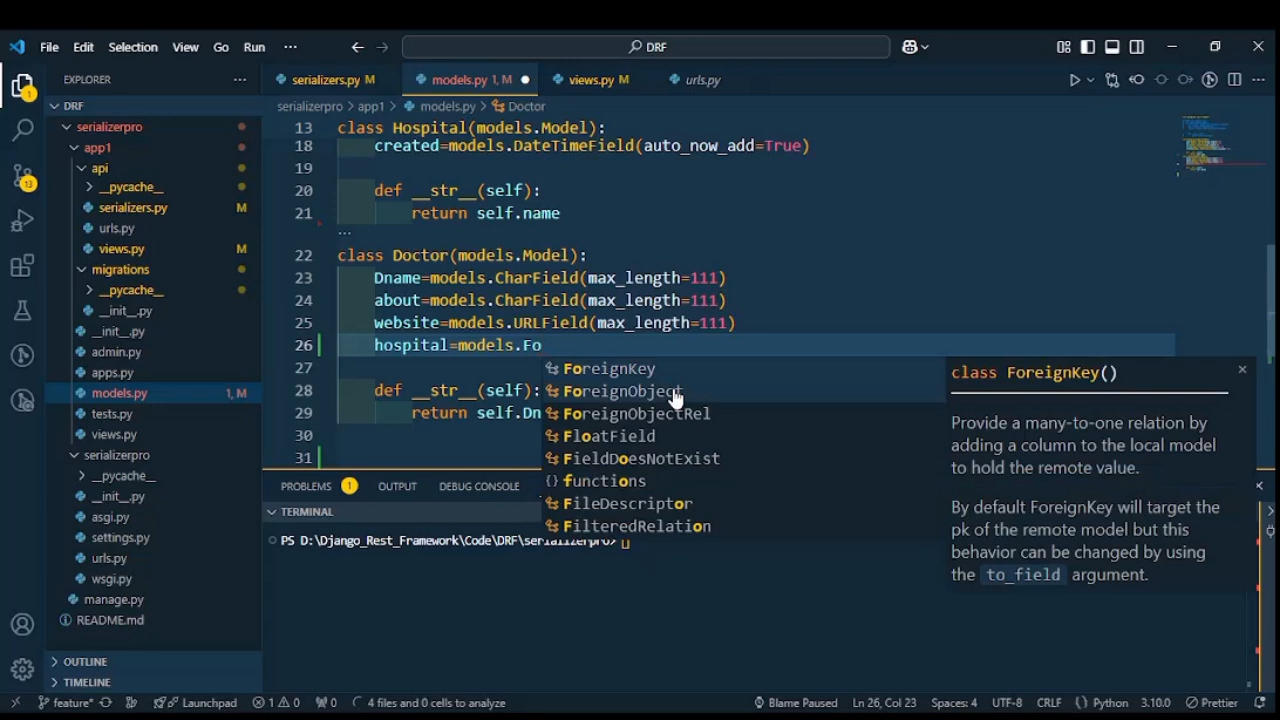 File Edit Selection View Go Run ··· DRF
EXPLORER ···
serializers.py M models.py 1, M views.py M urls.py
DRF
serializerpro > app1 > models.py > Doctor
serializerpro
app1
api
__pycache__
serializers.py M
urls.py
views.py M
migrations
__pycache__
__init__.py
__init__.py
admin.py
apps.py
models.py 1, M
tests.py
views.py
serializerpro
__pycache__
__init__.py
asgi.py
settings.py
urls.py
wsgi.py
manage.py
README.md
OUTLINE
TIMELINE
1
13
13 class Hospital(models.Model):
18 created=models.DateTimeField(auto_now_add=True)
19
20 def __str__(self):
21 return self.name
···
22 class Doctor(models.Model):
23 Dname=models.CharField(max_length=111)
24 about=models.CharField(max_length=111)
25 website=models.URLField(max_length=111)
26 hospital=models.Fo
27
28 def __str__(self):
29 return self.Dn
30
31
ForeignKey
ForeignObject
ForeignObjectRel
FloatField
FieldDoesNotExist
{} functions
FileDescriptor
FilteredRelation
class ForeignKey()
Provide a many-to-one relation by
adding a column to the local model
to hold the remote value.
By default ForeignKey will target the
pk of the remote model but this
behavior can be changed by using
the to_field argument.
PROBLEMS 1 OUTPUT DEBUG CONSOLE
TERMINAL
PS D:\Django_Rest_Framework\Code\DRF\serializerpro>
feature* Launchpad 1 0 0 4 files and 0 cells to analyze Blame Paused Ln 26, Col 23 Spaces: 4 UTF-8 CRLF {} Python 3.10.0 Prettier